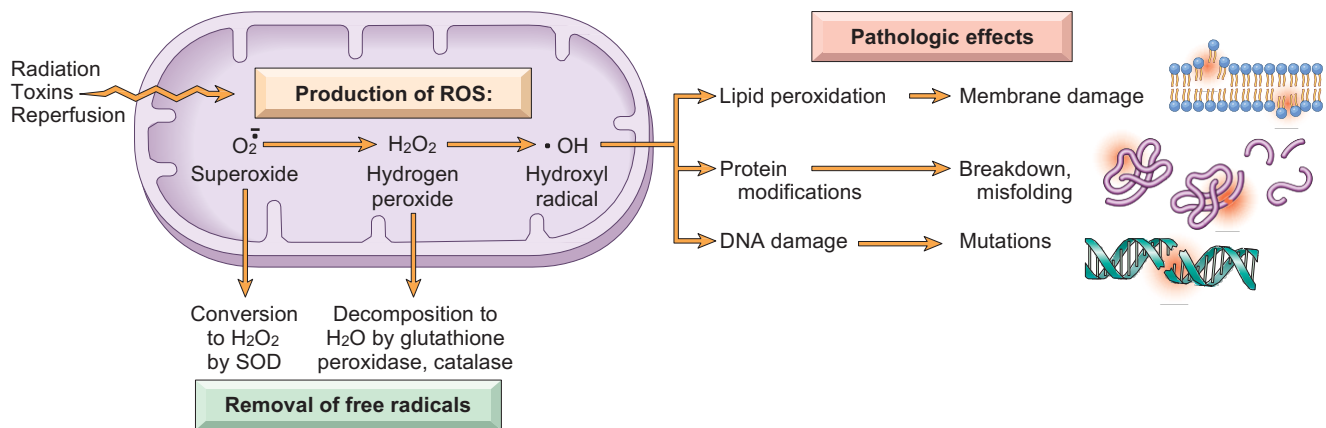 Pathologic effects
Radiation
Toxins
Reperfusion
Production of ROS:
O₂•̄
Superoxide
H₂O₂
Hydrogen
peroxide
• OH
Hydroxyl
radical
Lipid peroxidation
Membrane damage
Protein
modifications
Breakdown,
misfolding
DNA damage
Mutations
Conversion
to H₂O₂
by SOD
Decomposition to
H₂O by glutathione
peroxidase, catalase
Removal of free radicals